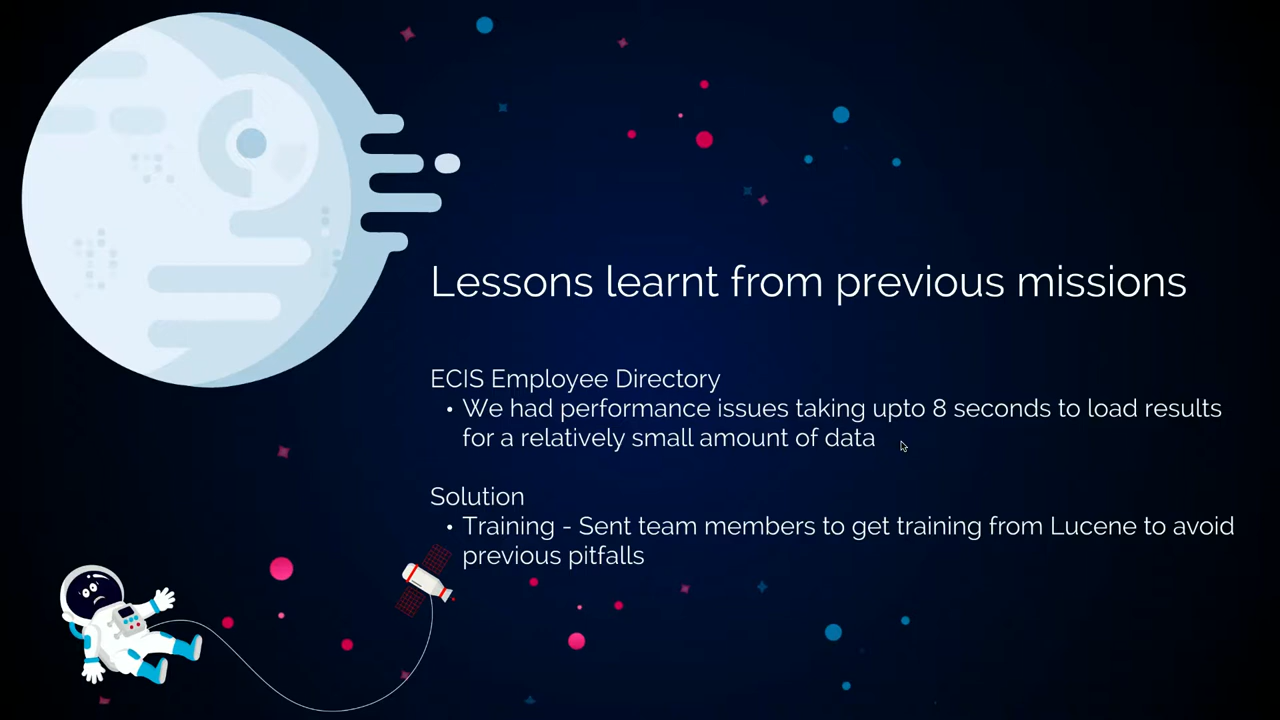 Lessons learnt from previous missions
ECIS Employee Directory
• We had performance issues taking upto 8 seconds to load results
for a relatively small amount of data
Solution
• Training - Sent team members to get training from Lucene to avoid
previous pitfalls